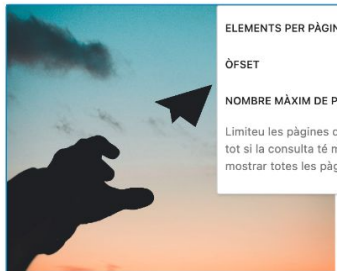 ELEMENTS PER
ÒFSET
NOMBRE MÀXIM DE
Limiteu les pàgines
tot si la consulta té
mostrar totes les